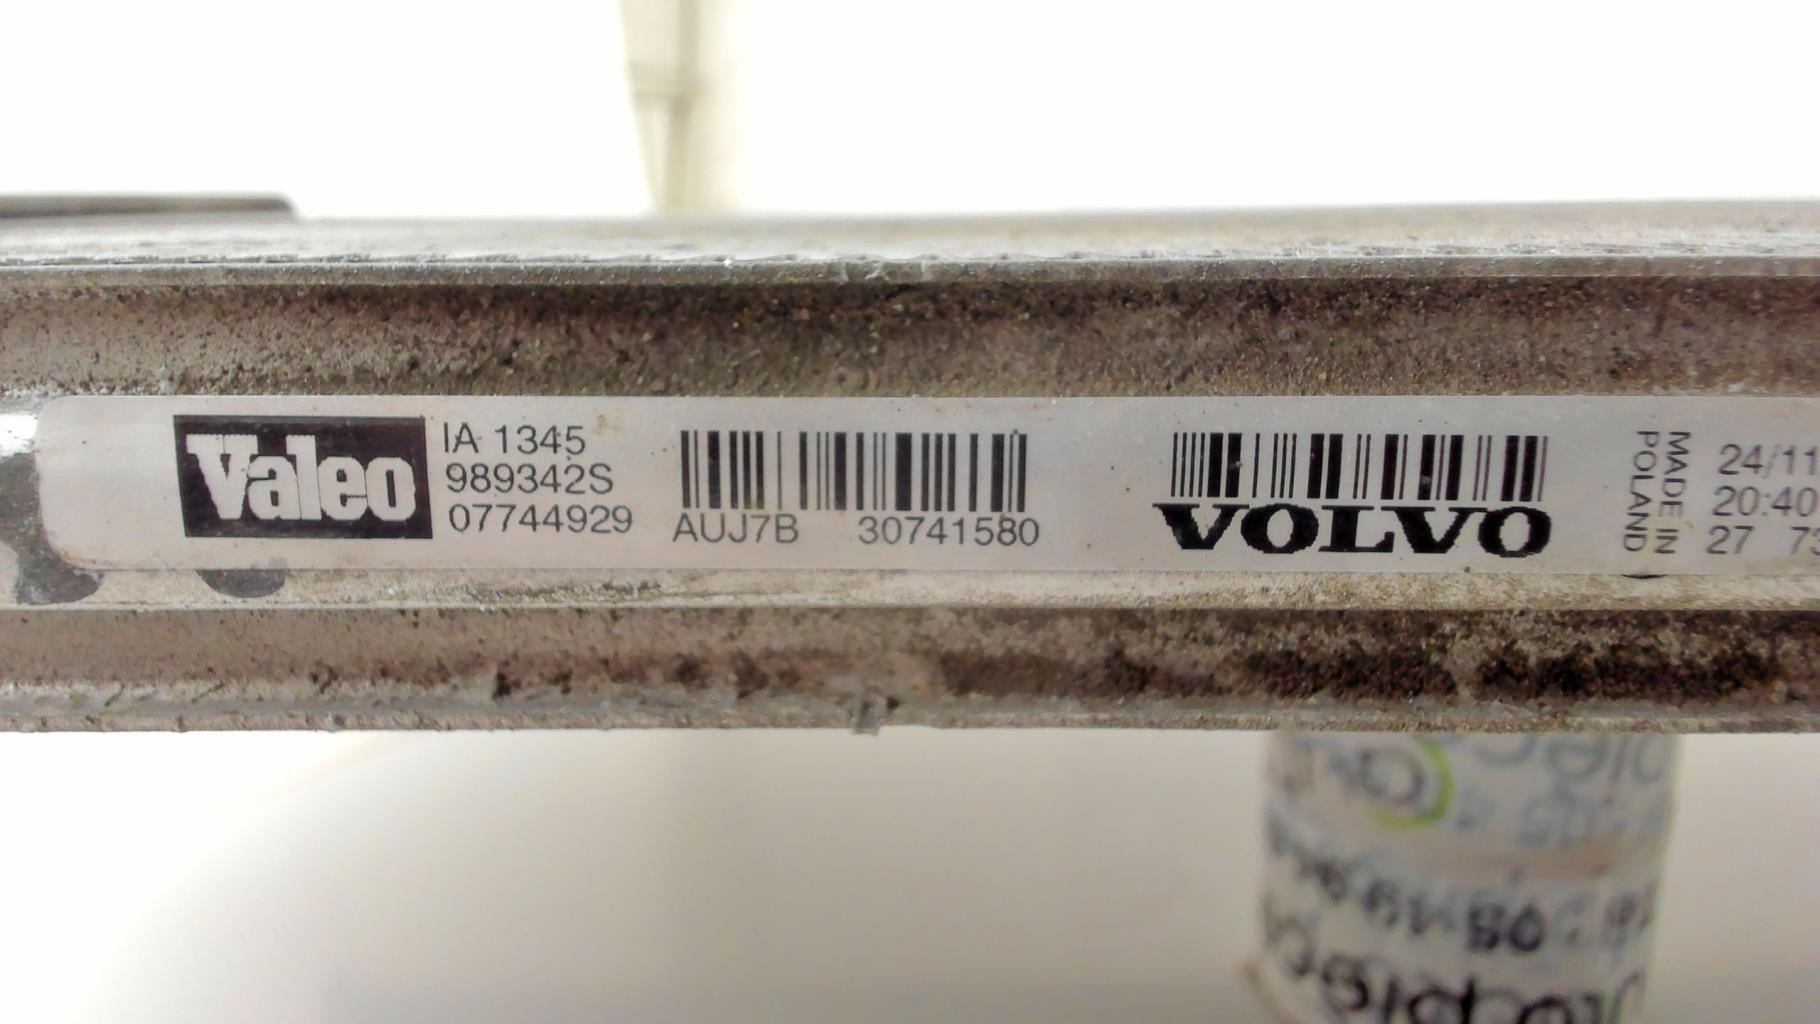 Valeo
IA 1345
989342S
07744929
AUJ7B 30741580
VOLVO
MADE IN
POLAND
24/11
20:40
27